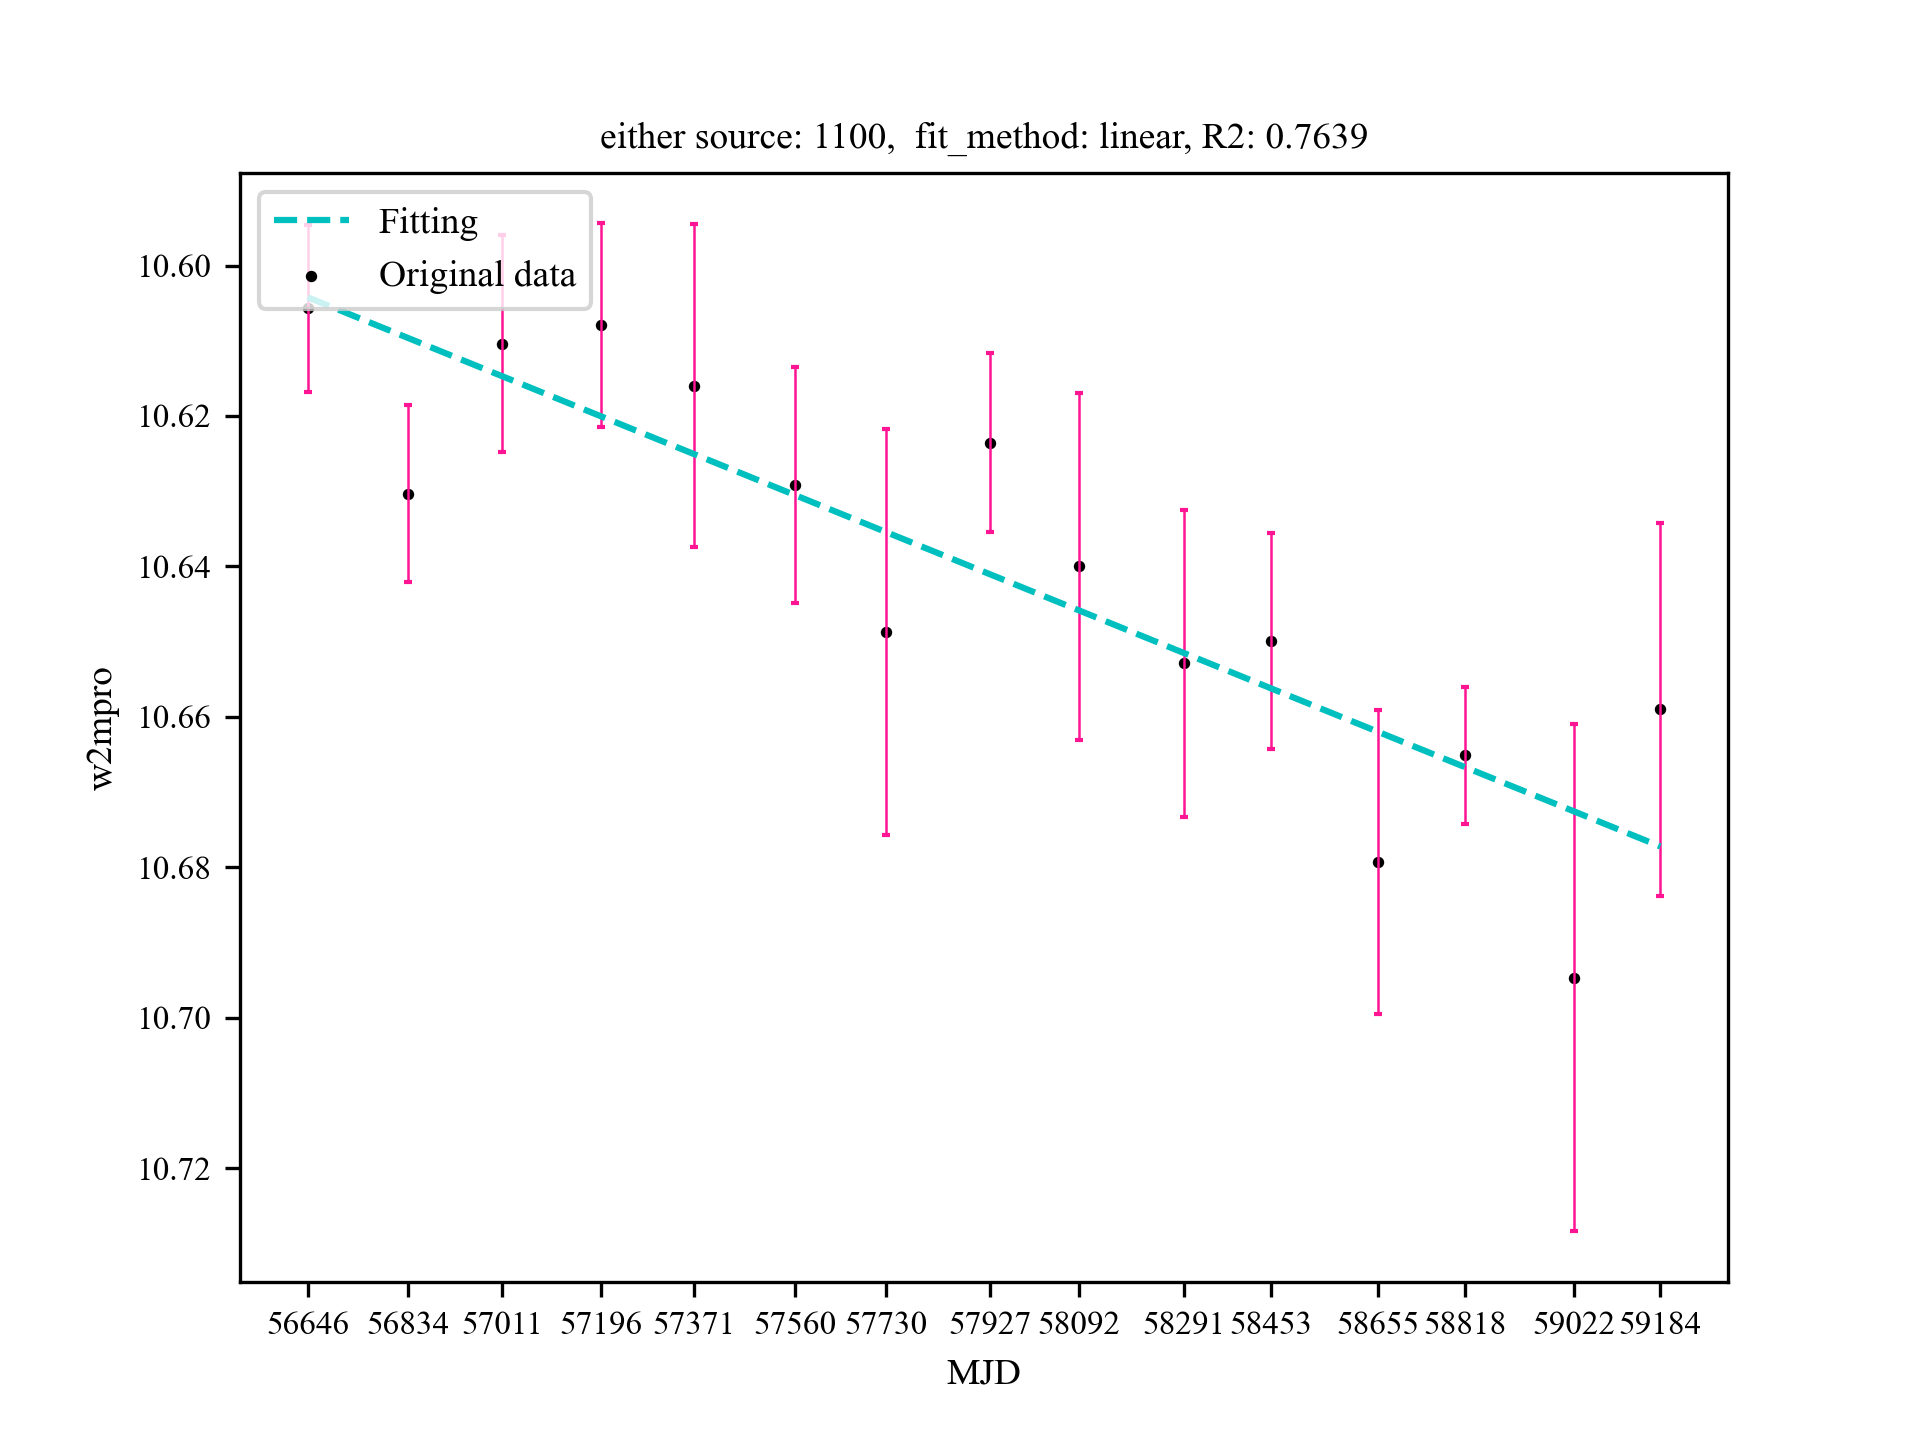 either source: 1100,  fit_method: linear, R2: 0.7639
Fitting
Original data
10.60
10.62
10.64
10.66
10.68
10.70
10.72
w2mpro
56646 56834 57011 57196 57371 57560 57730 57927 58092 58291 58453 58655 58818 59022 59184
MJD